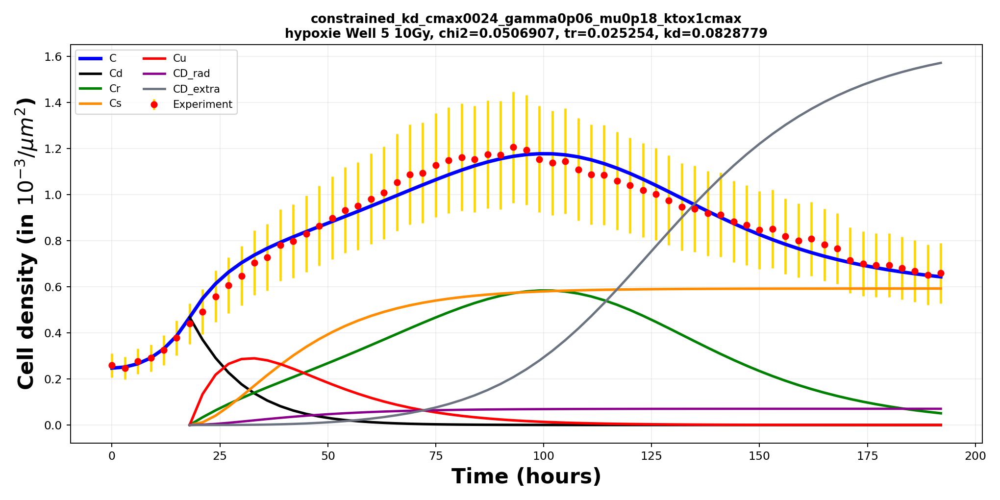 constrained_kd_cmax0024_gamma0p06_mu0p18_ktox1cmax
hypoxie Well 5 10Gy, chi2=0.0506907, tr=0.025254, kd=0.0828779
C
Cd
Cr
Cs
Cu
CD_rad
CD_extra
Experiment
Cell density (in 10⁻³/μm²)
1.6
1.4
1.2
1.0
0.8
0.6
0.4
0.2
0.0
0 25 50 75 100 125 150 175 200
Time (hours)